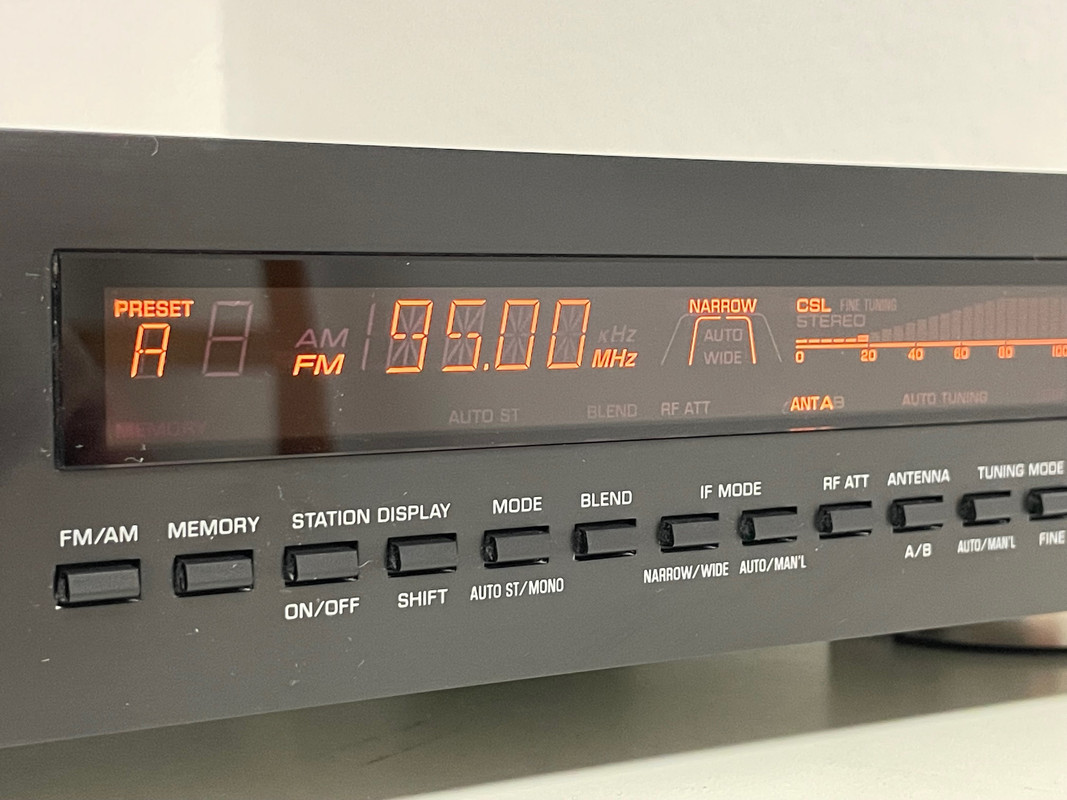 PRESET
A
AM
FM
95.00
kHz
MHz
NARROW
AUTO
WIDE
CSL FINE TUNING
STEREO
0 20 40 60 80 100
MEMORY
AUTO ST
BLEND
RF ATT
ANT A B
AUTO TUNING
FM/AM
MEMORY
STATION DISPLAY
MODE
BLEND
IF MODE
RF ATT
ANTENNA
TUNING MODE
ON/OFF
SHIFT
AUTO ST/MONO
NARROW/WIDE
AUTO/MAN'L
A/B
AUTO/MAN'L
FINE